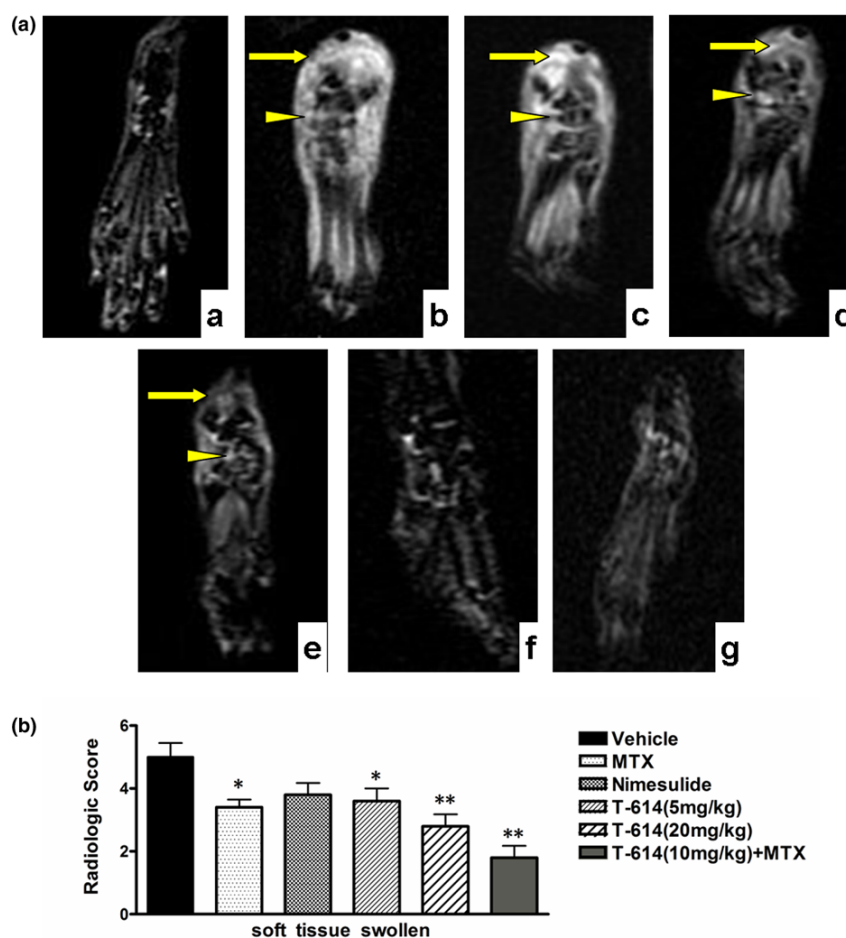 (a)
a
b
c
d
e
f
g
(b)
Radiologic Score
6
4
2
0
*
*
**
**
soft tissue swollen
Vehicle
MTX
Nimesulide
T-614(5mg/kg)
T-614(20mg/kg)
T-614(10mg/kg)+MTX